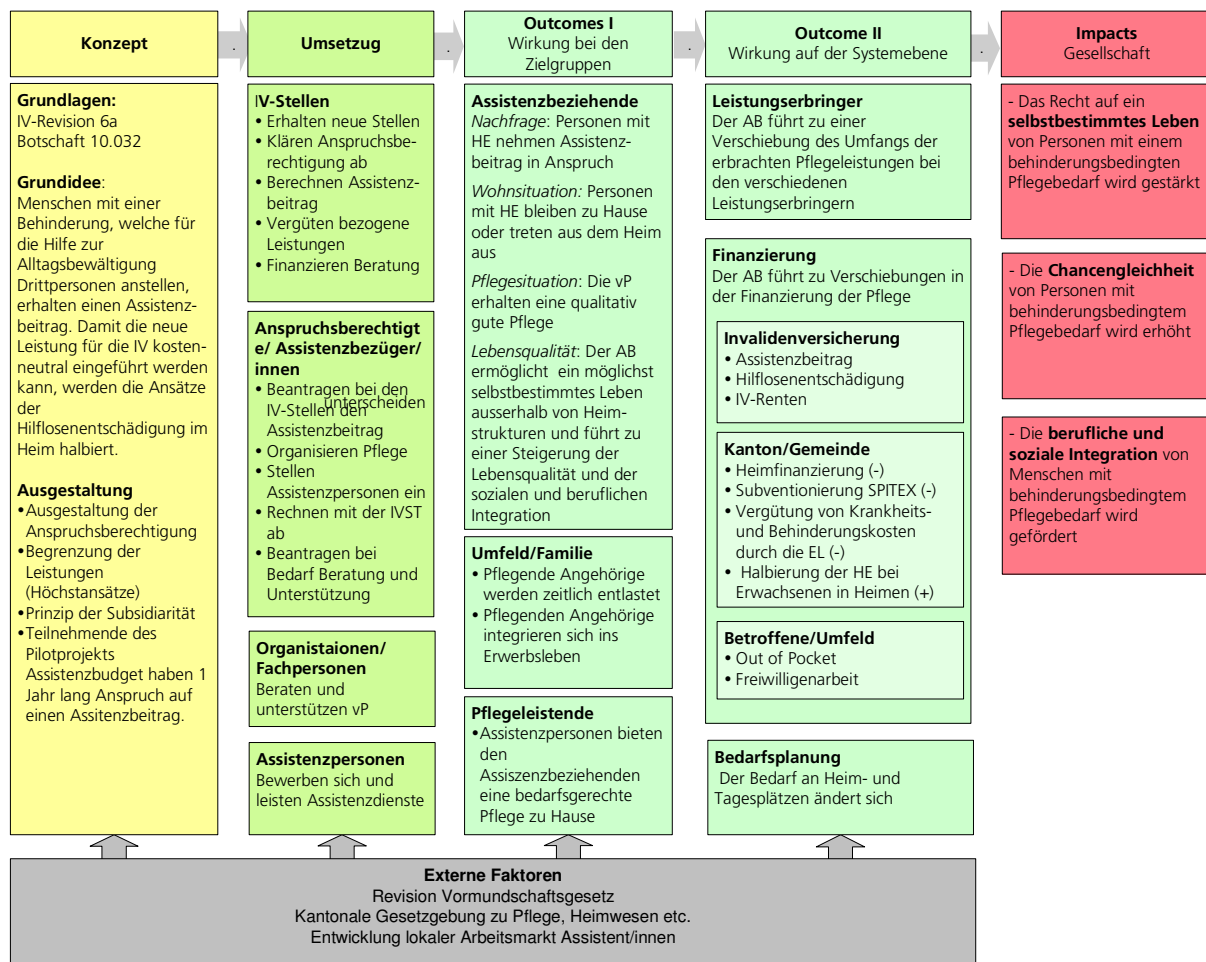 Konzept
.
Umsetzug
.
Outcomes I
Wirkung bei den
Zielgruppen
.
Outcome II
Wirkung auf der Systemebene
.
Impacts
Gesellschaft
Grundlagen:
IV-Revision 6a
Botschaft 10.032
Grundidee:
Menschen mit einer
Behinderung, welche für
die Hilfe zur
Alltagsbewältigung
Drittpersonen anstellen,
erhalten einen Assistenz-
beitrag. Damit die neue
Leistung für die IV kosten-
neutral eingeführt werden
kann, werden die Ansätze
der
Hilflosenentschädigung im
Heim halbiert.
Ausgestaltung
•Ausgestaltung der
Anspruchsberechtigung
•Begrenzung der
Leistungen
(Höchstansätze)
•Prinzip der Subsidiarität
•Teilnehmende des
Pilotprojekts
Assistenzbudget haben 1
Jahr lang Anspruch auf
einen Assitenzbeitrag.
IV-Stellen
• Erhalten neue Stellen
• Klären Anspruchsbe-
rechtigung ab
• Berechnen Assistenz-
beitrag
• Vergüten bezogene
Leistungen
• Finanzieren Beratung
Anspruchsberechtigt
e/ Assistenzbezüger/
innen
• Beantragen bei den
unterscheiden
IV-Stellen den
Assistenzbeitrag
• Organisieren Pflege
• Stellen
Assistenzpersonen ein
• Rechnen mit der IVST
ab
• Beantragen bei
Bedarf Beratung und
Unterstützung
Organistaionen/
Fachpersonen
Beraten und
unterstützen vP
Assistenzpersonen
Bewerben sich und
leisten Assistenzdienste
Assistenzbeziehende
Nachfrage: Personen mit
HE nehmen Assistenz-
beitrag in Anspruch
Wohnsituation: Personen
mit HE bleiben zu Hause
oder treten aus dem Heim
aus
Pflegesituation: Die vP
erhalten eine qualitativ
gute Pflege
Lebensqualität: Der AB
ermöglicht ein möglichst
selbstbestimmtes Leben
ausserhalb von Heim-
strukturen und führt zu
einer Steigerung der
Lebensqualität und der
sozialen und beruflichen
Integration
Umfeld/Familie
• Pflegende Angehörige
werden zeitlich entlastet
• Pflegenden Angehörige
integrieren sich ins
Erwerbsleben
Pflegeleistende
•Assistenzpersonen bieten
den
Assiszenzbeziehenden
eine bedarfsgerechte
Pflege zu Hause
Leistungserbringer
Der AB führt zu einer
Verschiebung des Umfangs der
erbrachten Pflegeleistungen bei
den verschiedenen
Leistungserbringern
Finanzierung
Der AB führt zu Verschiebungen in
der Finanzierung der Pflege
Invalidenversicherung
• Assistenzbeitrag
• Hilflosenentschädigung
• IV-Renten
Kanton/Gemeinde
• Heimfinanzierung (-)
• Subventionierung SPITEX (-)
• Vergütung von Krankheits-
und Behinderungskosten
durch die EL (-)
• Halbierung der HE bei
Erwachsenen in Heimen (+)
Betroffene/Umfeld
• Out of Pocket
• Freiwilligenarbeit
Bedarfsplanung
Der Bedarf an Heim- und
Tagesplätzen ändert sich
- Das Recht auf ein
selbstbestimmtes Leben
von Personen mit einem
behinderungsbedingten
Pflegebedarf wird gestärkt
- Die Chancengleichheit
von Personen mit
behinderungsbedingtem
Pflegebedarf wird erhöht
- Die berufliche und
soziale Integration von
Menschen mit
behinderungsbedingtem
Pflegebedarf wird
gefördert
Externe Faktoren
Revision Vormundschaftsgesetz
Kantonale Gesetzgebung zu Pflege, Heimwesen etc.
Entwicklung lokaler Arbeitsmarkt Assistent/innen